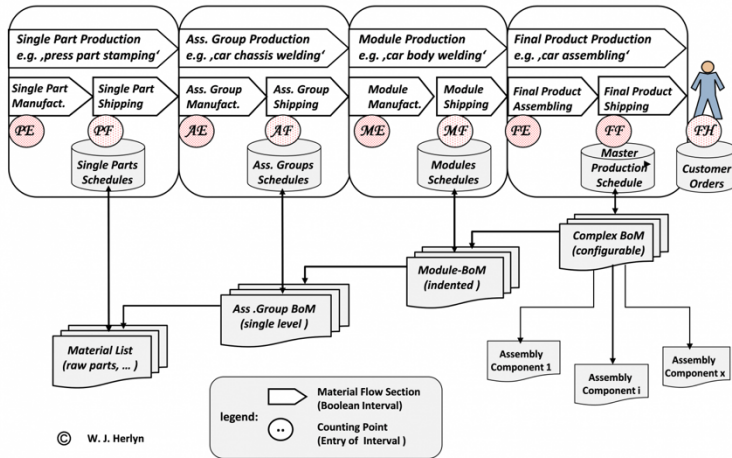 Single Part Production
e.g. ‚press part stamping‘
Ass. Group Production
e.g. ‚car chassis welding‘
Module Production
e.g. ‚car body welding‘
Final Product Production
e.g. ‚car assembling‘
Single Part
Manufact.
Single Part
Shipping
Ass. Group
Manufact.
Ass. Group
Shipping
Module
Manufact.
Module
Shipping
Final Product
Assembling
Final Product
Shipping
PE
PF
AE
AF
ME
MF
FE
FF
FH
Single Parts
Schedules
Ass. Groups
Schedules
Modules
Schedules
Master
Production
Schedule
Customer
Orders
Complex BoM
(configurable)
Module-BoM
(indented )
Ass .Group BoM
(single level )
Material List
(raw parts, ... )
Assembly
Component 1
Assembly
Component i
Assembly
Component x
legend:
Material Flow Section
(Boolean Interval)
Counting Point
(Entry of Interval )
© W. J. Herlyn